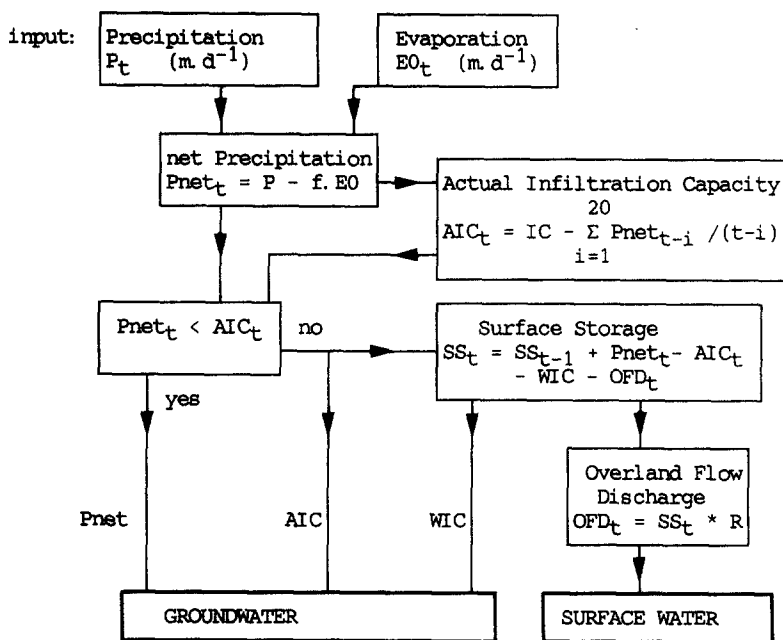 input:
Precipitation
Pt (m.d-1)
Evaporation
E0t (m.d-1)
net Precipitation
Pnett = P - f.E0
Actual Infiltration Capacity
20
AICt = IC - Σ Pnett-i /(t-i)
i=1
Pnett < AICt
no
yes
Surface Storage
SSt = SSt-1 + Pnett- AICt
- WIC - OFDt
Overland Flow
Discharge
OFDt = SSt * R
Pnet
AIC
WIC
GROUNDWATER
SURFACE WATER